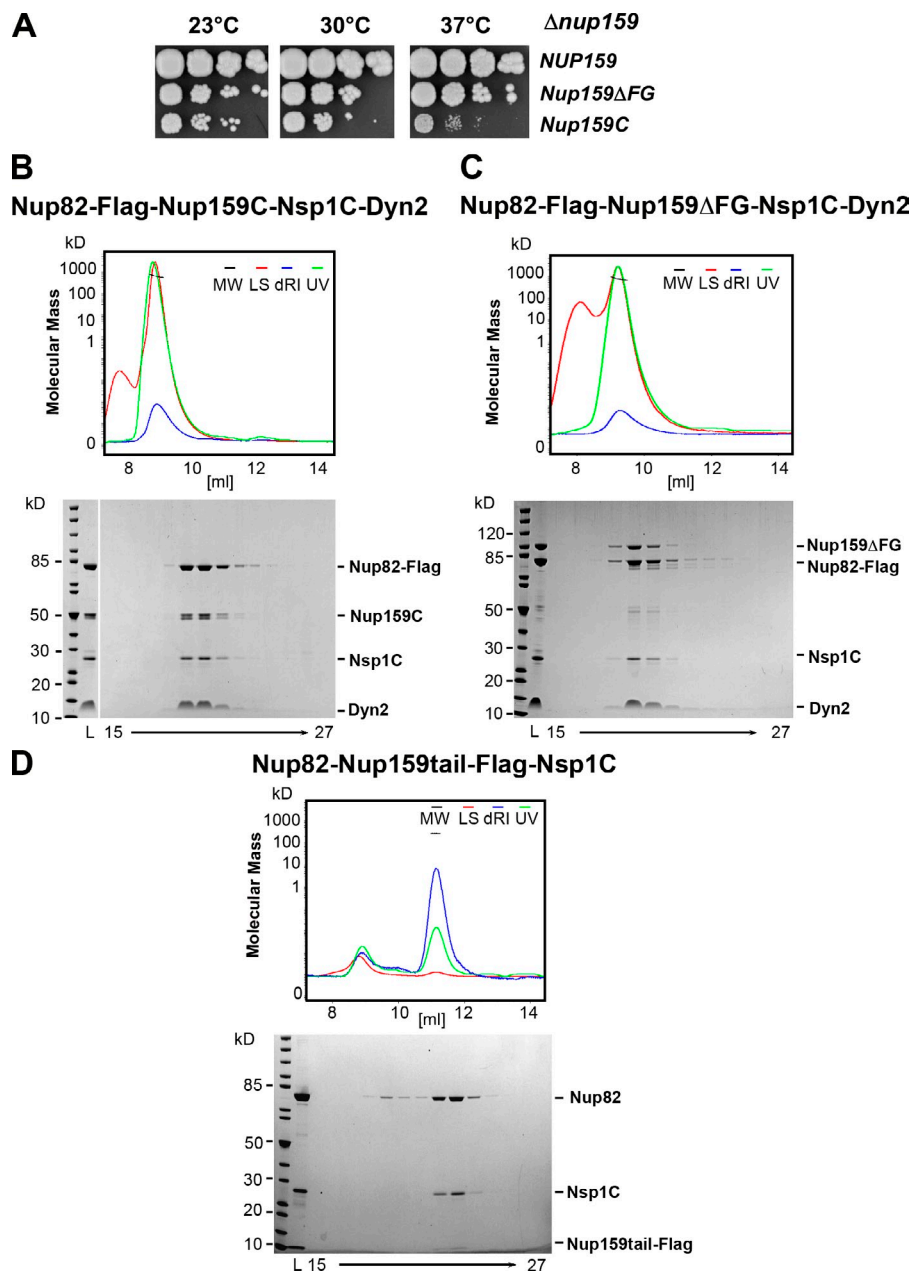 A
23°C 30°C 37°C Δnup159
NUP159
Nup159ΔFG
Nup159C
B
Nup82-Flag-Nup159C-Nsp1C-Dyn2
kD
1000
100
10
1
0
Molecular Mass
MW LS dRI UV
8 10 12 14
[ml]
kD
85
50
30
20
10
Nup82-Flag
Nup159C
Nsp1C
Dyn2
L 15 27
C
Nup82-Flag-Nup159ΔFG-Nsp1C-Dyn2
kD
1000
100
10
1
0
Molecular Mass
MW LS dRI UV
8 10 12 14
[ml]
kD
120
85
50
30
20
10
Nup159ΔFG
Nup82-Flag
Nsp1C
Dyn2
L 15 27
D
Nup82-Nup159tail-Flag-Nsp1C
kD
1000
100
10
1
0
Molecular Mass
MW LS dRI UV
8 10 12 14
[ml]
kD
85
50
30
20
10
Nup82
Nsp1C
Nup159tail-Flag
L 15 27